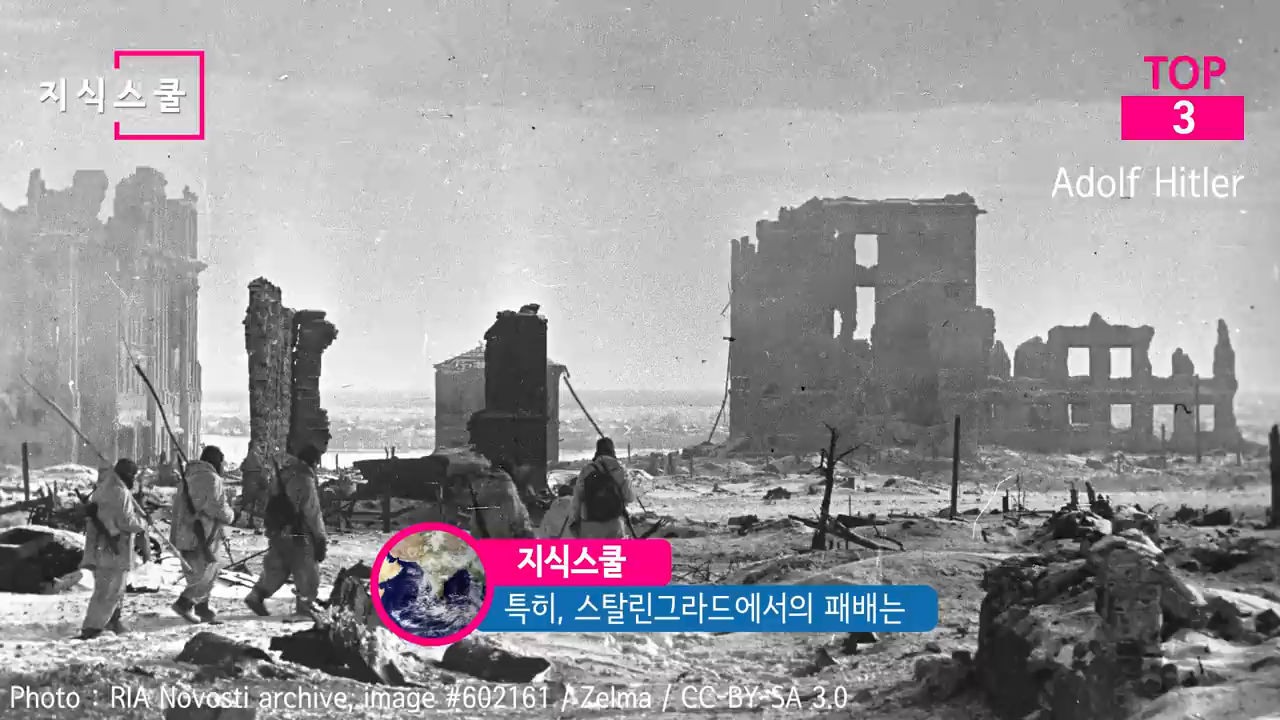 지식스쿨
TOP
3
Adolf Hitler
지식스쿨
특히, 스탈린그라드에서의 패배는
Photo : RIA Novosti archive, image #602161 / Zelma / CC-BY-SA 3.0